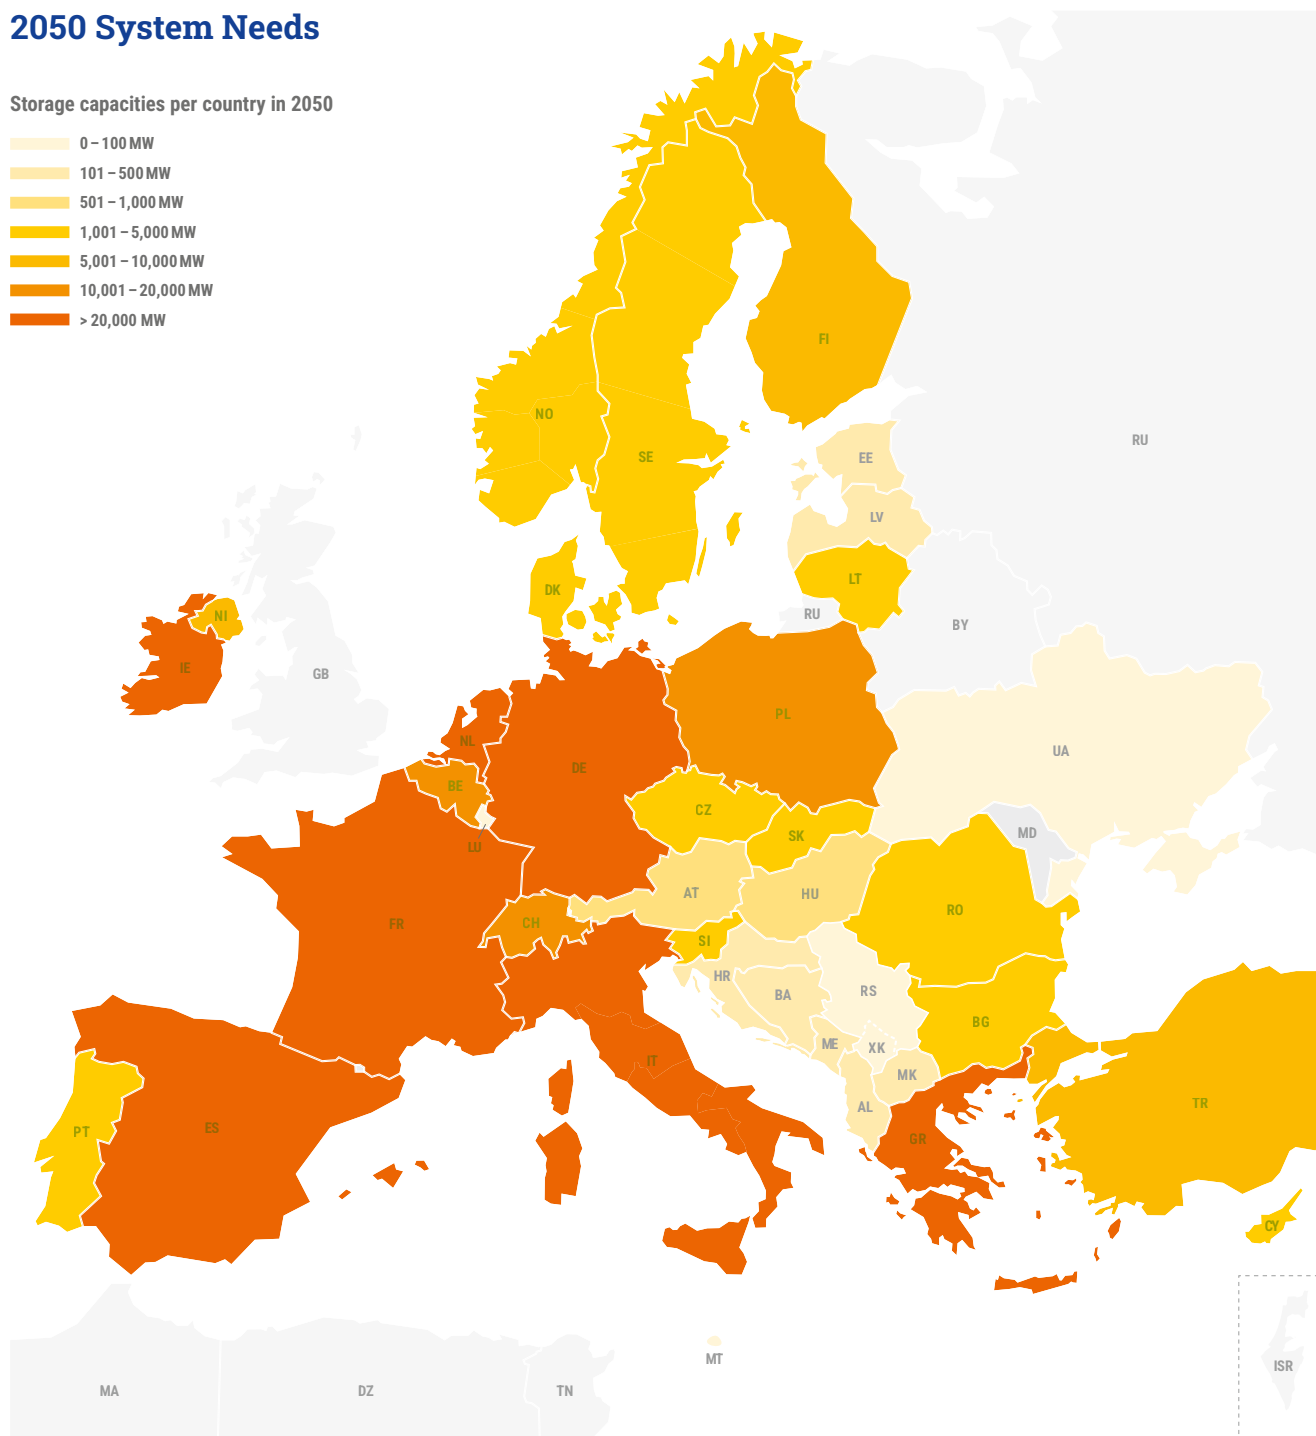 2050 System Needs
Storage capacities per country in 2050
0 – 100 MW
101 – 500 MW
501 – 1,000 MW
1,001 – 5,000 MW
5,001 – 10,000 MW
10,001 – 20,000 MW
> 20,000 MW
FI
NO
RU
SE
EE
LV
LT
DK
RU
NI
BY
IE
GB
PL
NL
UA
DE
BE
CZ
MD
SK
LU
AT
HU
RO
FR
CH
SI
HR
RS
BA
BG
ME
XK
IT
MK
TR
AL
ES
PT
GR
CY
MT
ISR
MA
DZ
TN